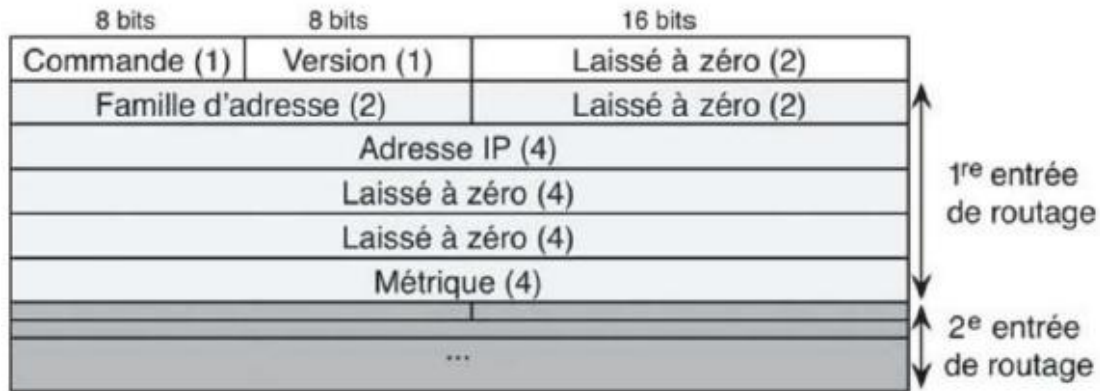 8 bits 8 bits 16 bits
Commande (1) Version (1) Laissé à zéro (2)
Famille d'adresse (2) Laissé à zéro (2)
Adresse IP (4)
Laissé à zéro (4)
Laissé à zéro (4)
Métrique (4)
1re entrée
de routage
...
2e entrée
de routage